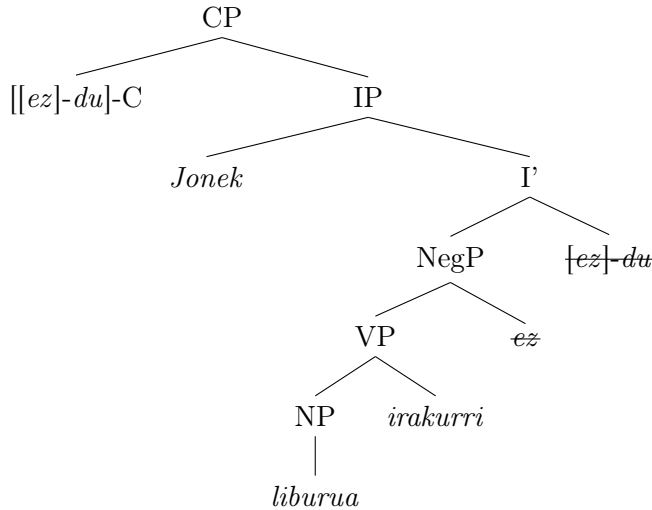 CP
[[ez]-du]-C
IP
Jonek
I'
NegP
[ez]-du
VP
ez
NP
irakurri
liburua